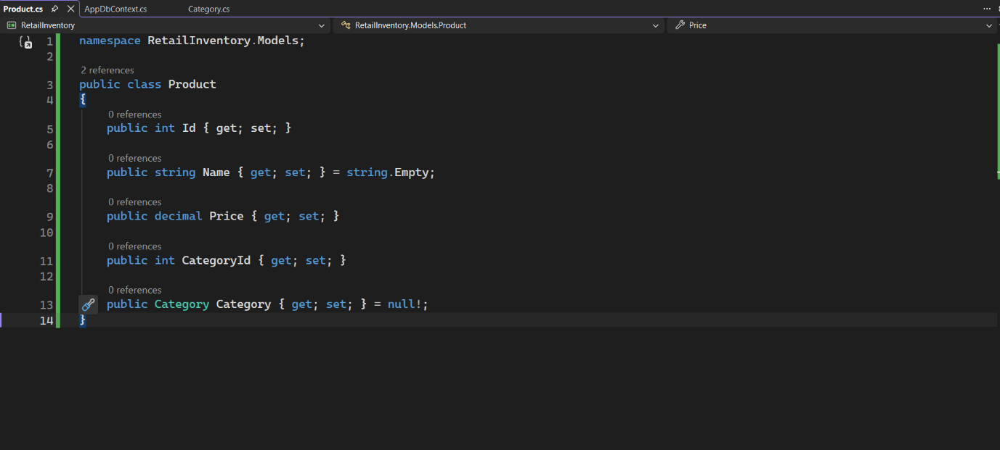 Product.cs AppDbContext.cs Category.cs
RetailInventory RetailInventory.Models.Product Price
1 namespace RetailInventory.Models;
2
2 references
3 public class Product
4 {
0 references
5 public int Id { get; set; }
6
0 references
7 public string Name { get; set; } = string.Empty;
8
0 references
9 public decimal Price { get; set; }
10
0 references
11 public int CategoryId { get; set; }
12
0 references
13 public Category Category { get; set; } = null!;
14 }